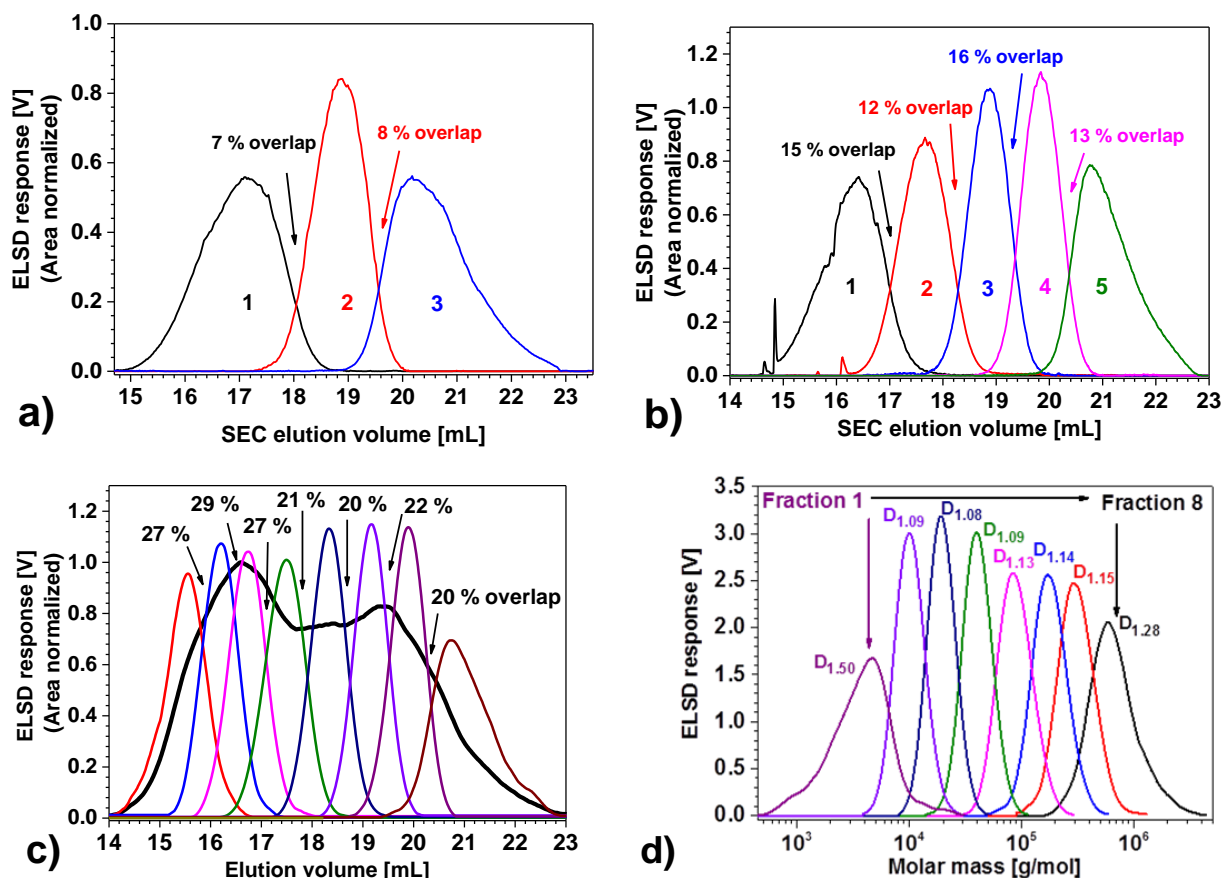 ELSD response [V]
(Area normalized)
1.0
0.8
0.6
0.4
0.2
0.0
7 % overlap
8 % overlap
1
2
3
15 16 17 18 19 20 21 22 23
SEC elution volume [mL]
a)
ELSD response [V]
(Area normalized)
1.2
1.0
0.8
0.6
0.4
0.2
0.0
16 % overlap
12 % overlap
13 % overlap
15 % overlap
1
2
3
4
5
14 15 16 17 18 19 20 21 22 23
SEC elution volume [mL]
b)
ELSD response [V]
(Area normalized)
1.2
1.0
0.8
0.6
0.4
0.2
0.0
27 %
29 %
27 %
21 %
20 %
22 %
20 % overlap
14 15 16 17 18 19 20 21 22 23
Elution volume [mL]
c)
ELSD response [V]
3.5
3.0
2.5
2.0
1.5
1.0
0.5
0.0
Fraction 1
Fraction 8
D1.50
D1.09
D1.08
D1.09
D1.13
D1.14
D1.15
D1.28
10³ 10⁴ 10⁵ 10⁶
Molar mass [g/mol]
d)